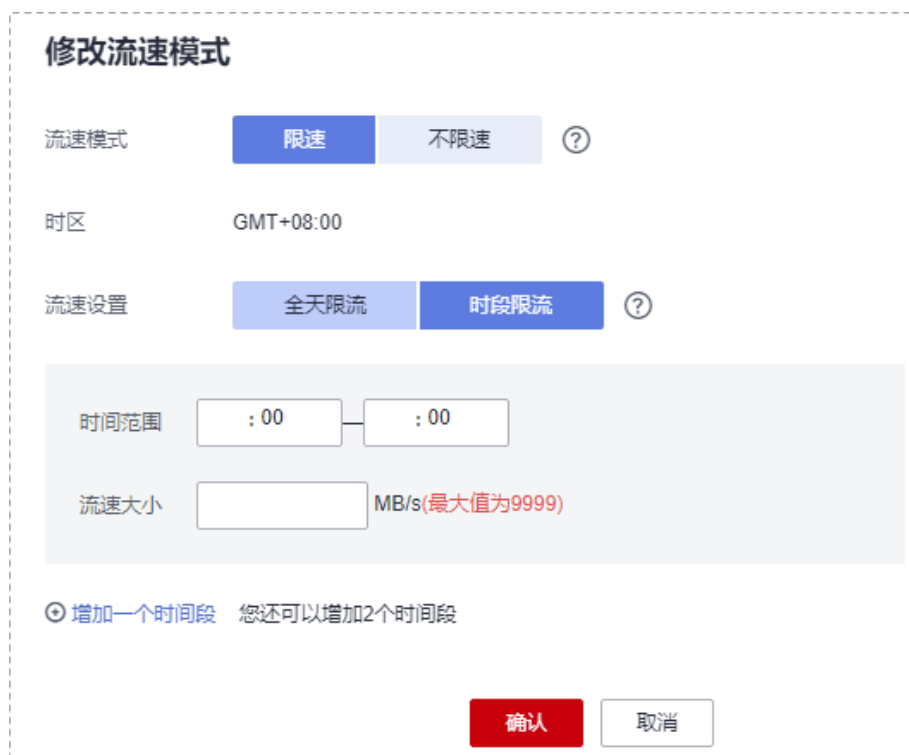 修改流速模式
流速模式 限速 不限速 ?
时区 GMT+08:00
流速设置 全天限流 时段限流 ?
时间范围 : 00 — : 00
流速大小 MB/s(最大值为9999)
增加一个时间段 您还可以增加2个时间段
确认 取消